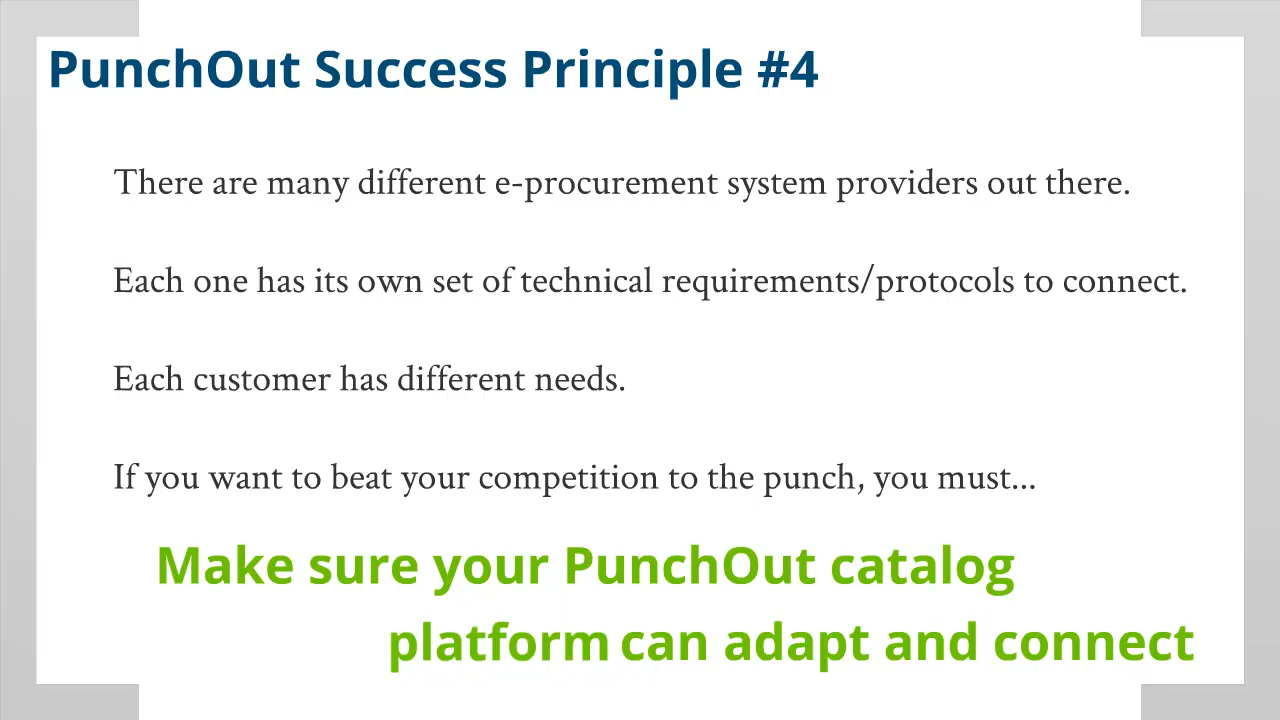 PunchOut Success Principle #4
There are many different e-procurement system providers out there.
Each one has its own set of technical requirements/protocols to connect.
Each customer has different needs.
If you want to beat your competition to the punch, you must...
Make sure your PunchOut catalog
platform can adapt and connect